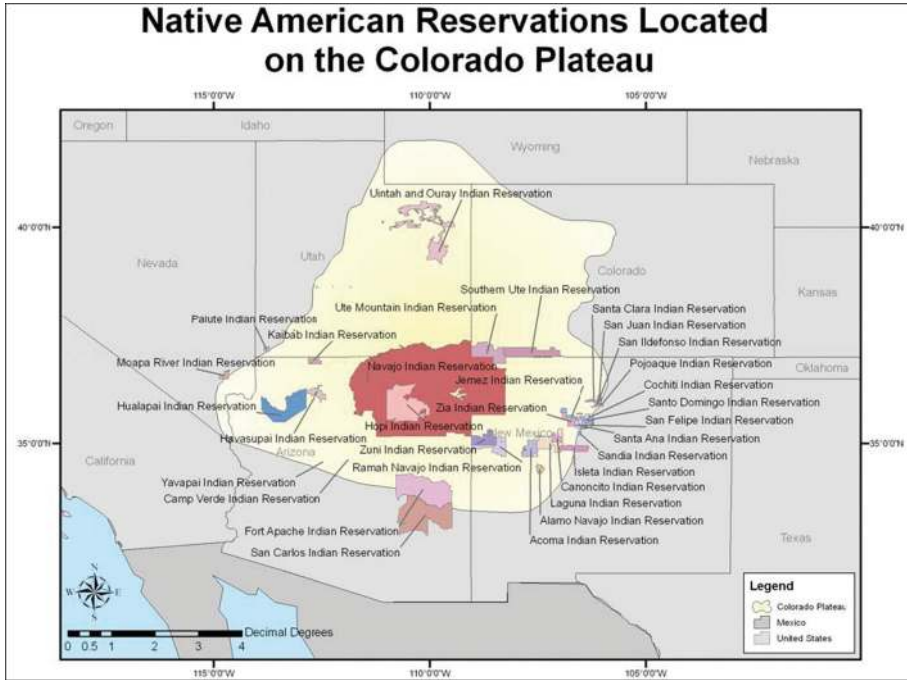 Native American Reservations Located
on the Colorado Plateau
115°0'0"W
110°0'0"W
105°0'0"W
Oregon
Idaho
Wyoming
Nebraska
Uintah and Ouray Indian Reservation
40°0'0"N
40°0'0"N
Nevada
Utah
Colorado
Kansas
Southern Ute Indian Reservation
Ute Mountain Indian Reservation
Santa Clara Indian Reservation
Paiute Indian Reservation
San Juan Indian Reservation
Kaibab Indian Reservation
San Ildefonso Indian Reservation
Moapa River Indian Reservation
Navajo Indian Reservation
Pojoaque Indian Reservation
Oklahoma
Jemez Indian Reservation
Cochiti Indian Reservation
Hualapai Indian Reservation
Zia Indian Reservation
Santo Domingo Indian Reservation
Hopi Indian Reservation
San Felipe Indian Reservation
New Mexico
Havasupai Indian Reservation
Santa Ana Indian Reservation
35°0'0"N
35°0'0"N
California
Arizona
Zuni Indian Reservation
Sandia Indian Reservation
Ramah Navajo Indian Reservation
Isleta Indian Reservation
Yavapai Indian Reservation
Canoncito Indian Reservation
Camp Verde Indian Reservation
Laguna Indian Reservation
Alamo Navajo Indian Reservation
Fort Apache Indian Reservation
Acoma Indian Reservation
Texas
San Carlos Indian Reservation
N
W E
S
Legend
Colorado Plateau
Mexico
United States
Decimal Degrees
0 0.5 1 2 3 4
115°0'0"W
110°0'0"W
105°0'0"W